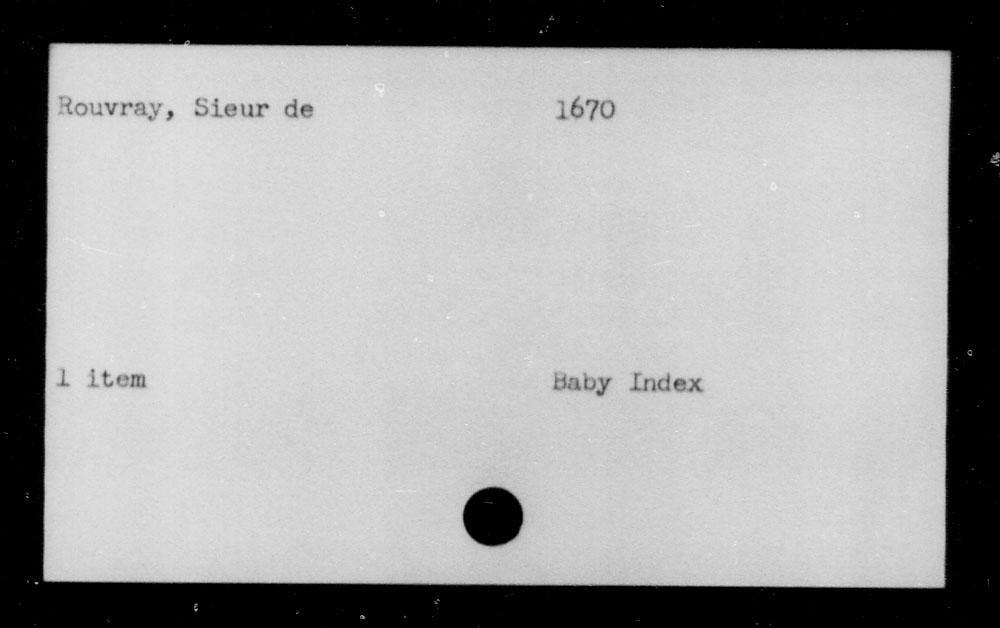 Rouvray, Sieur de 1670
1 item Baby Index